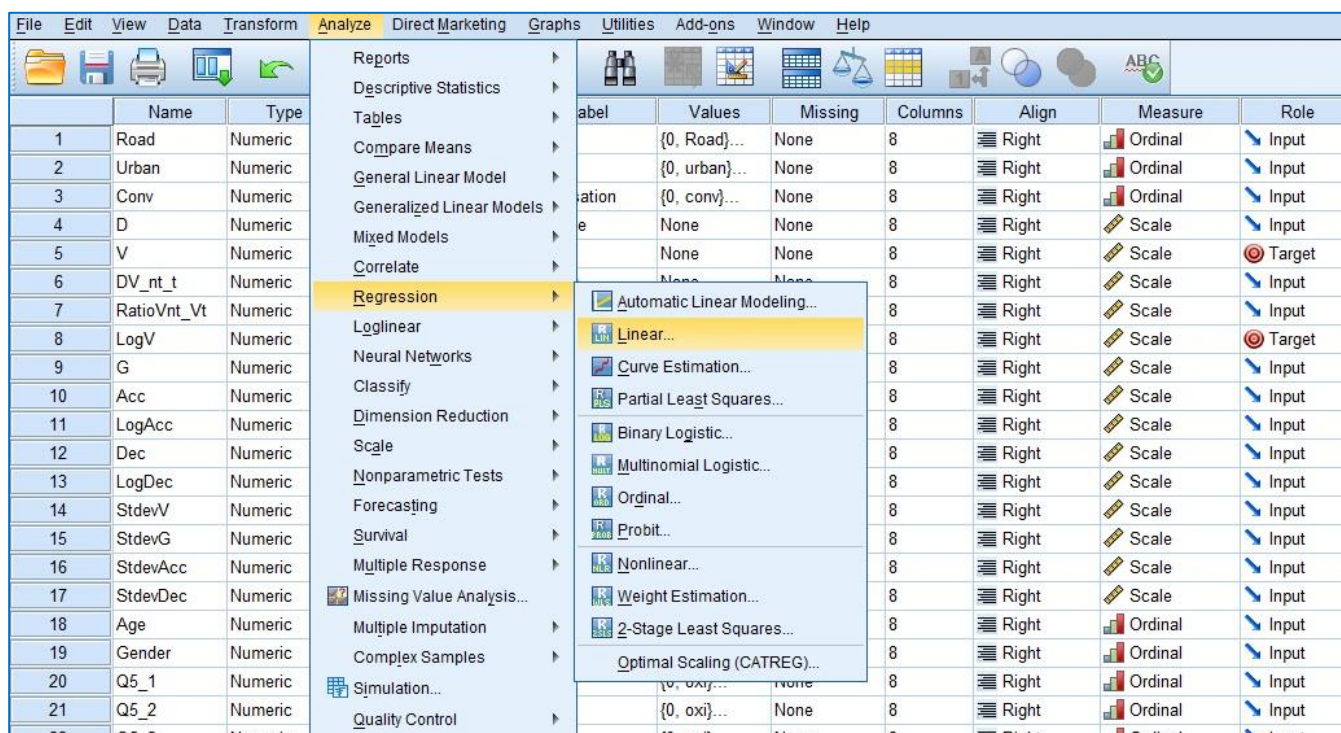 File Edit View Data Transform Analyze Direct Marketing Graphs Utilities Add-ons Window Help
Name Type abel Values Missing Columns Align Measure Role
1 Road Numeric {0, Road}... None 8 Right Ordinal Input
2 Urban Numeric {0, urban}... None 8 Right Ordinal Input
3 Conv Numeric ation {0, conv}... None 8 Right Ordinal Input
4 D Numeric e None None 8 Right Scale Input
5 V Numeric None None 8 Right Scale Target
6 DV_nt_t Numeric None None 8 Right Scale Input
7 RatioVnt_Vt Numeric 8 Right Scale Input
8 LogV Numeric 8 Right Scale Target
9 G Numeric 8 Right Scale Input
10 Acc Numeric 8 Right Scale Input
11 LogAcc Numeric 8 Right Scale Input
12 Dec Numeric 8 Right Scale Input
13 LogDec Numeric 8 Right Scale Input
14 StdevV Numeric 8 Right Scale Input
15 StdevG Numeric 8 Right Scale Input
16 StdevAcc Numeric 8 Right Scale Input
17 StdevDec Numeric 8 Right Scale Input
18 Age Numeric 8 Right Ordinal Input
19 Gender Numeric 8 Right Ordinal Input
20 Q5_1 Numeric {0, oxi}... None 8 Right Ordinal Input
21 Q5_2 Numeric {0, oxi}... None 8 Right Ordinal Input
Reports
Descriptive Statistics
Tables
Compare Means
General Linear Model
Generalized Linear Models
Mixed Models
Correlate
Regression
Loglinear
Neural Networks
Classify
Dimension Reduction
Scale
Nonparametric Tests
Forecasting
Survival
Multiple Response
Missing Value Analysis...
Multiple Imputation
Complex Samples
Simulation...
Quality Control
Automatic Linear Modeling...
Linear...
Curve Estimation...
Partial Least Squares...
Binary Logistic...
Multinomial Logistic...
Ordinal...
Probit...
Nonlinear...
Weight Estimation...
2-Stage Least Squares...
Optimal Scaling (CATREG)...